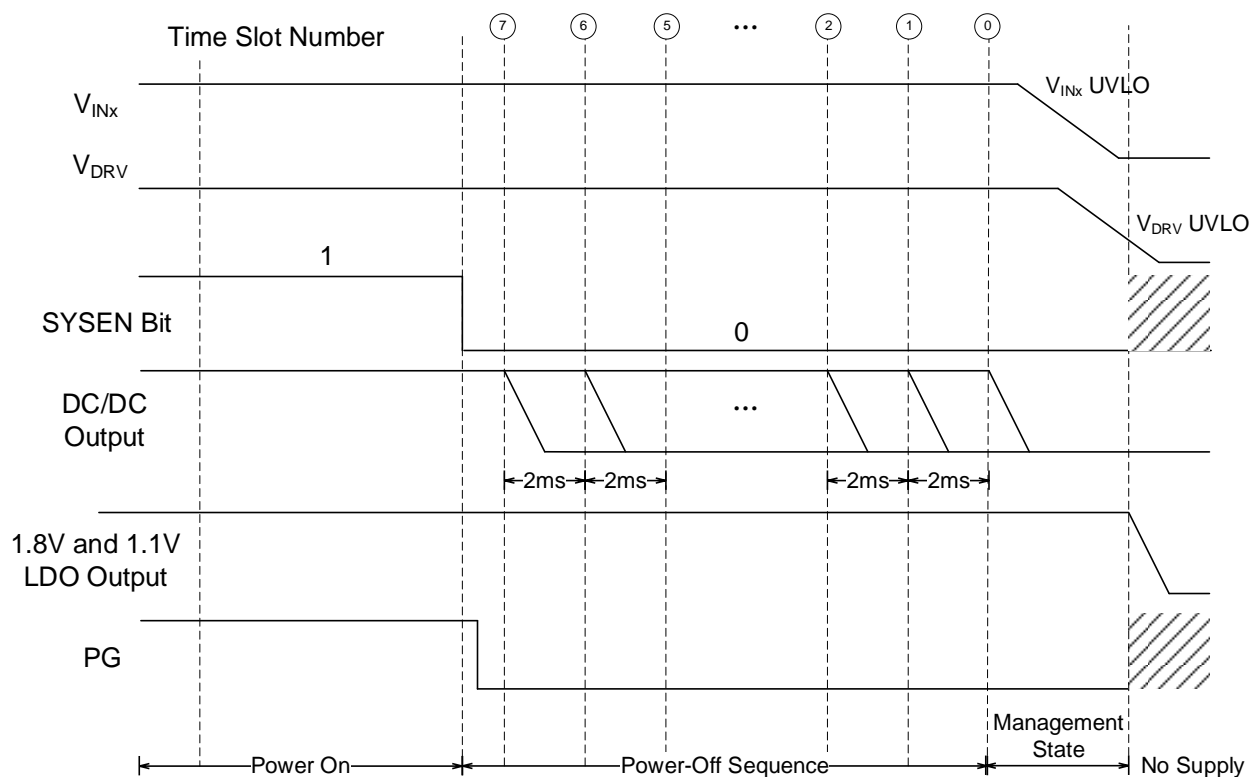 Time Slot Number
7
6
5
...
2
1
0
VINx
VINx UVLO
VDRV
VDRV UVLO
1
SYSEN Bit
0
DC/DC
Output
...
2ms
2ms
2ms
2ms
1.8V and 1.1V
LDO Output
PG
Management
State
Power On
Power-Off Sequence
No Supply